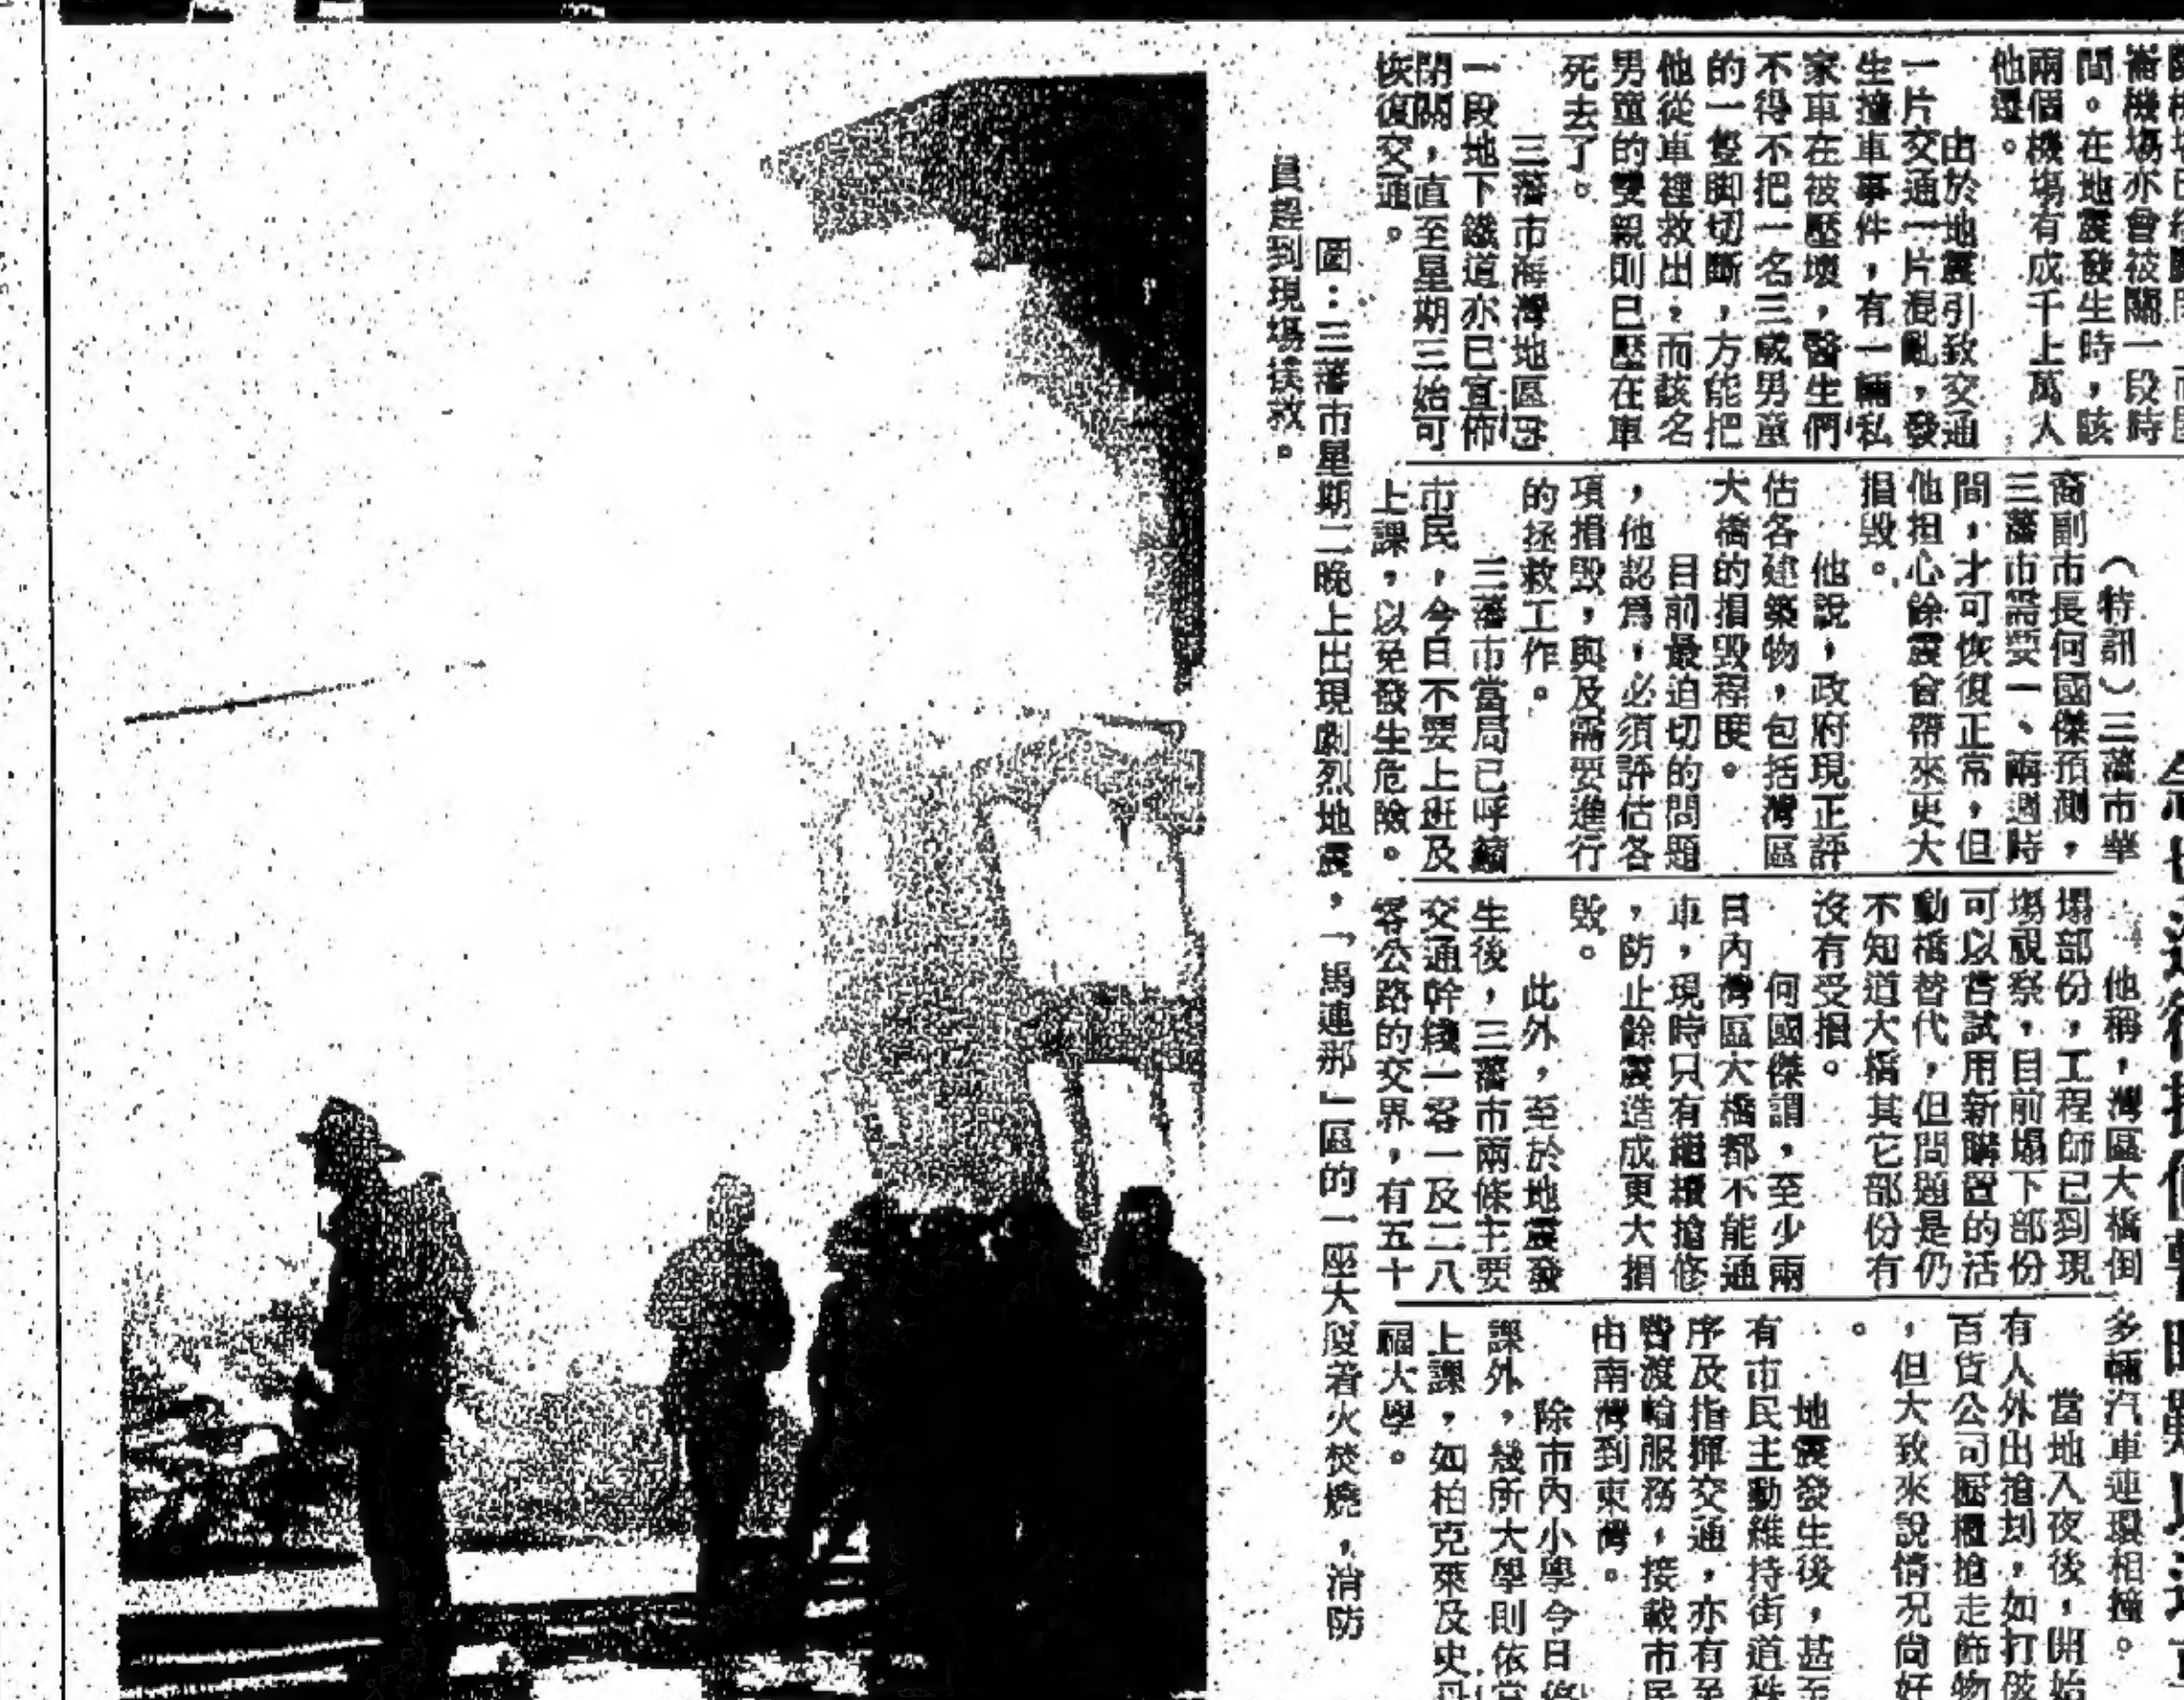 崙機場亦會被關一段時
間。在地震發生時，該
兩個機場有成千上萬人
他遷。
由於地震引致交通
一片交通一片混亂，發
生撞車事件，有一輛私
家車在被壓壞，醫生們
不得不把一名三歲男童
的一隻脚切斷，方能把
他從車裡救出，而該名
男童的雙親則已壓在車
死去了。
三藩市海灣地區
一段地下鐵道亦已宣佈
閉關，直至星期三始可
恢復交通。
（特訊）三藩市華
裔副市長何國傑預測，
三藩市需要一、兩週時
間，才可恢復正常，但
他担心餘震會帶來更大
損毀。
他說，政府現正評
估各建築物，包括灣區
大橋的損毀程度。
目前最迫切的問題
，他認爲，必須評估各
項損毀，與及需要進行
的拯救工作。
三藩市當局已呼籲
市民，今日不要上班及
上課，以免發生危險。
他稱，灣區大橋倒
塌部份，工程師已到現
場視察，目前塌下部份
可以嘗試用新購置的活
動橋替代，但問題是仍
不知道大橋其它部份有
沒有受損。
何國傑謂，至少兩
日內灣區大橋都不能通
車，現時只有繼續搶修
，防止餘震造成更大損
毀。
此外，至於地震發
生後，三藩市兩條主要
交通幹綫一零一及二八
零公路的交界，有五十
多輛汽車連環相撞。
當地入夜後，開始
有人外出搶刧，如打破
百貨公司櫥櫃搶走飾物
，但大致來說情况尚好
。
地震發生後，甚至
有市民主動維持街道秩
序及指揮交通，亦有至
渡輪服務，接載市民
由南灣到東灣。
除市內小學今日
課外，幾所大學則依
上課，如柏克萊及史丹
福大學。
圖：三藩市星期二晚上出現劇烈地震，「馬連那」區的一座大廈着火焚燒，消防
員趕到現場撲救。